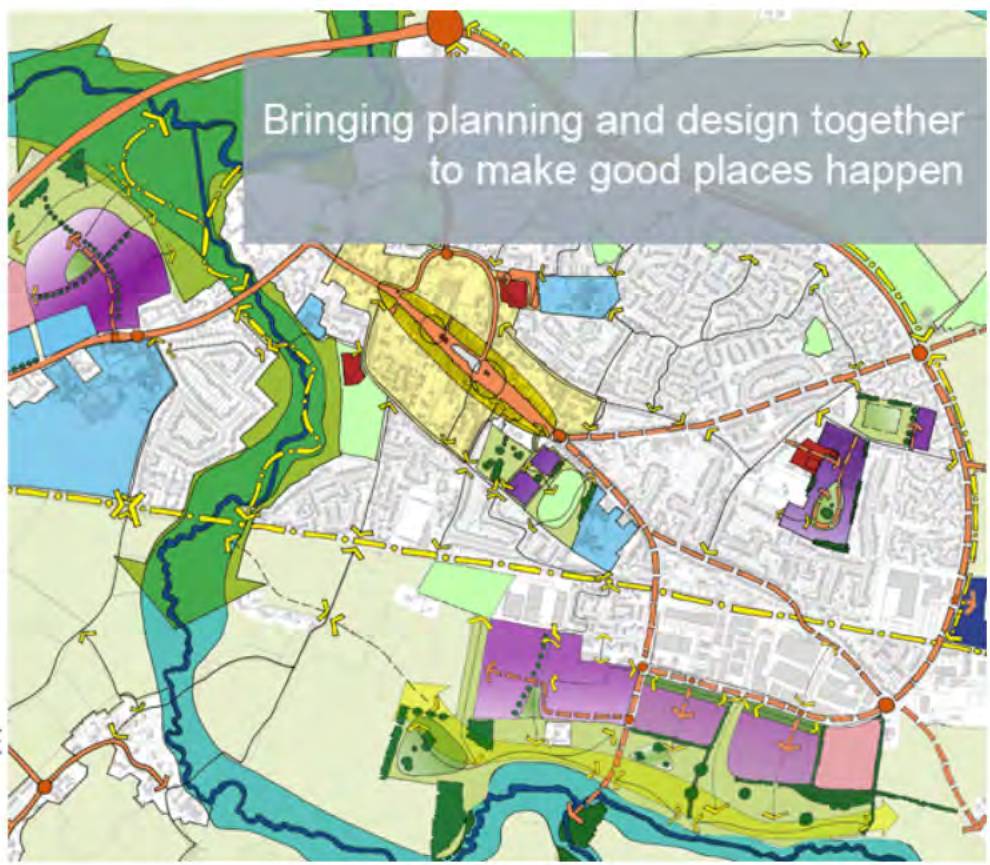 Bringing planning and design together
to make good places happen